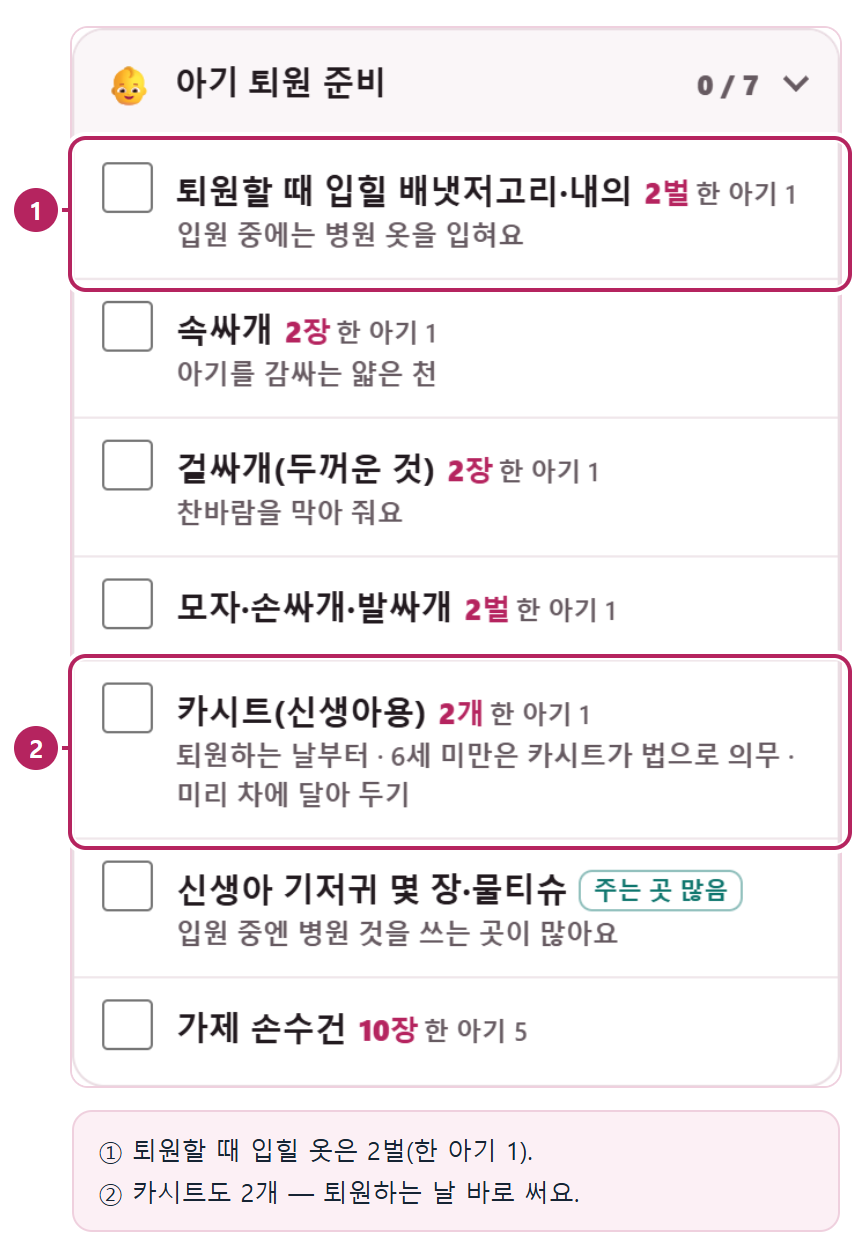 아기 퇴원 준비 0 / 7
퇴원할 때 입힐 배냇저고리·내의 2벌 한 아기 1
1
입원 중에는 병원 옷을 입혀요
속싸개 2장 한 아기 1
아기를 감싸는 얇은 천
겉싸개(두꺼운 것) 2장 한 아기 1
찬바람을 막아 줘요
모자·손싸개·발싸개 2벌 한 아기 1
카시트(신생아용) 2개 한 아기 1
2
퇴원하는 날부터 · 6세 미만은 카시트가 법으로 의무 ·
미리 차에 달아 두기
신생아 기저귀 몇 장·물티슈 주는 곳 많음
입원 중엔 병원 것을 쓰는 곳이 많아요
가제 손수건 10장 한 아기 5
① 퇴원할 때 입힐 옷은 2벌(한 아기 1).
② 카시트도 2개 — 퇴원하는 날 바로 써요.